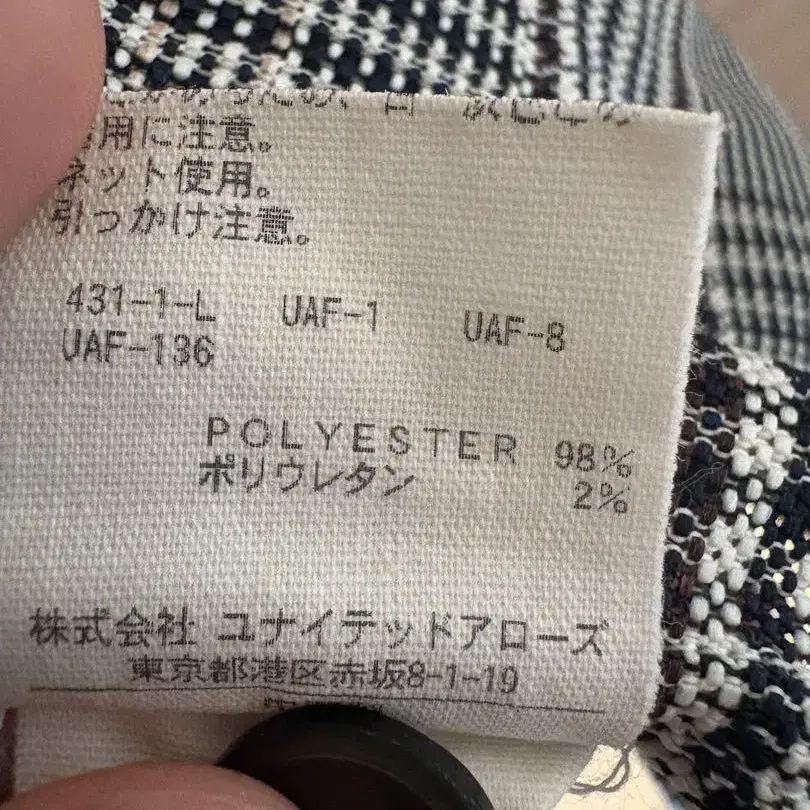 用に注意。
ネット使用。
引っかけ注意。
431-1-L UAF-1 UAF-8
UAF-136
POLYESTER 98%
ポリウレタン 2%
株式会社 ユナイテッドアローズ
東京都港区赤坂8-1-19